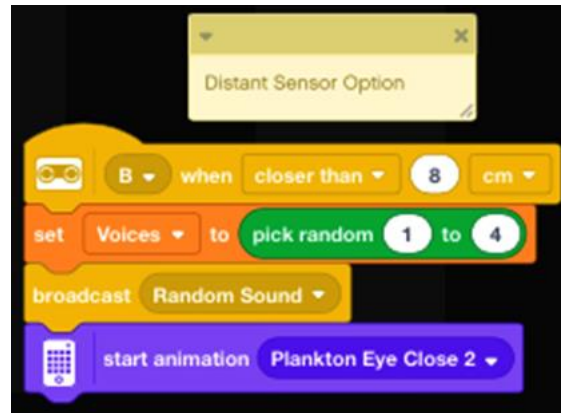 Distant Sensor Option
B when closer than 8 cm
set Voices to pick random 1 to 4
broadcast Random Sound
start animation Plankton Eye Close 2